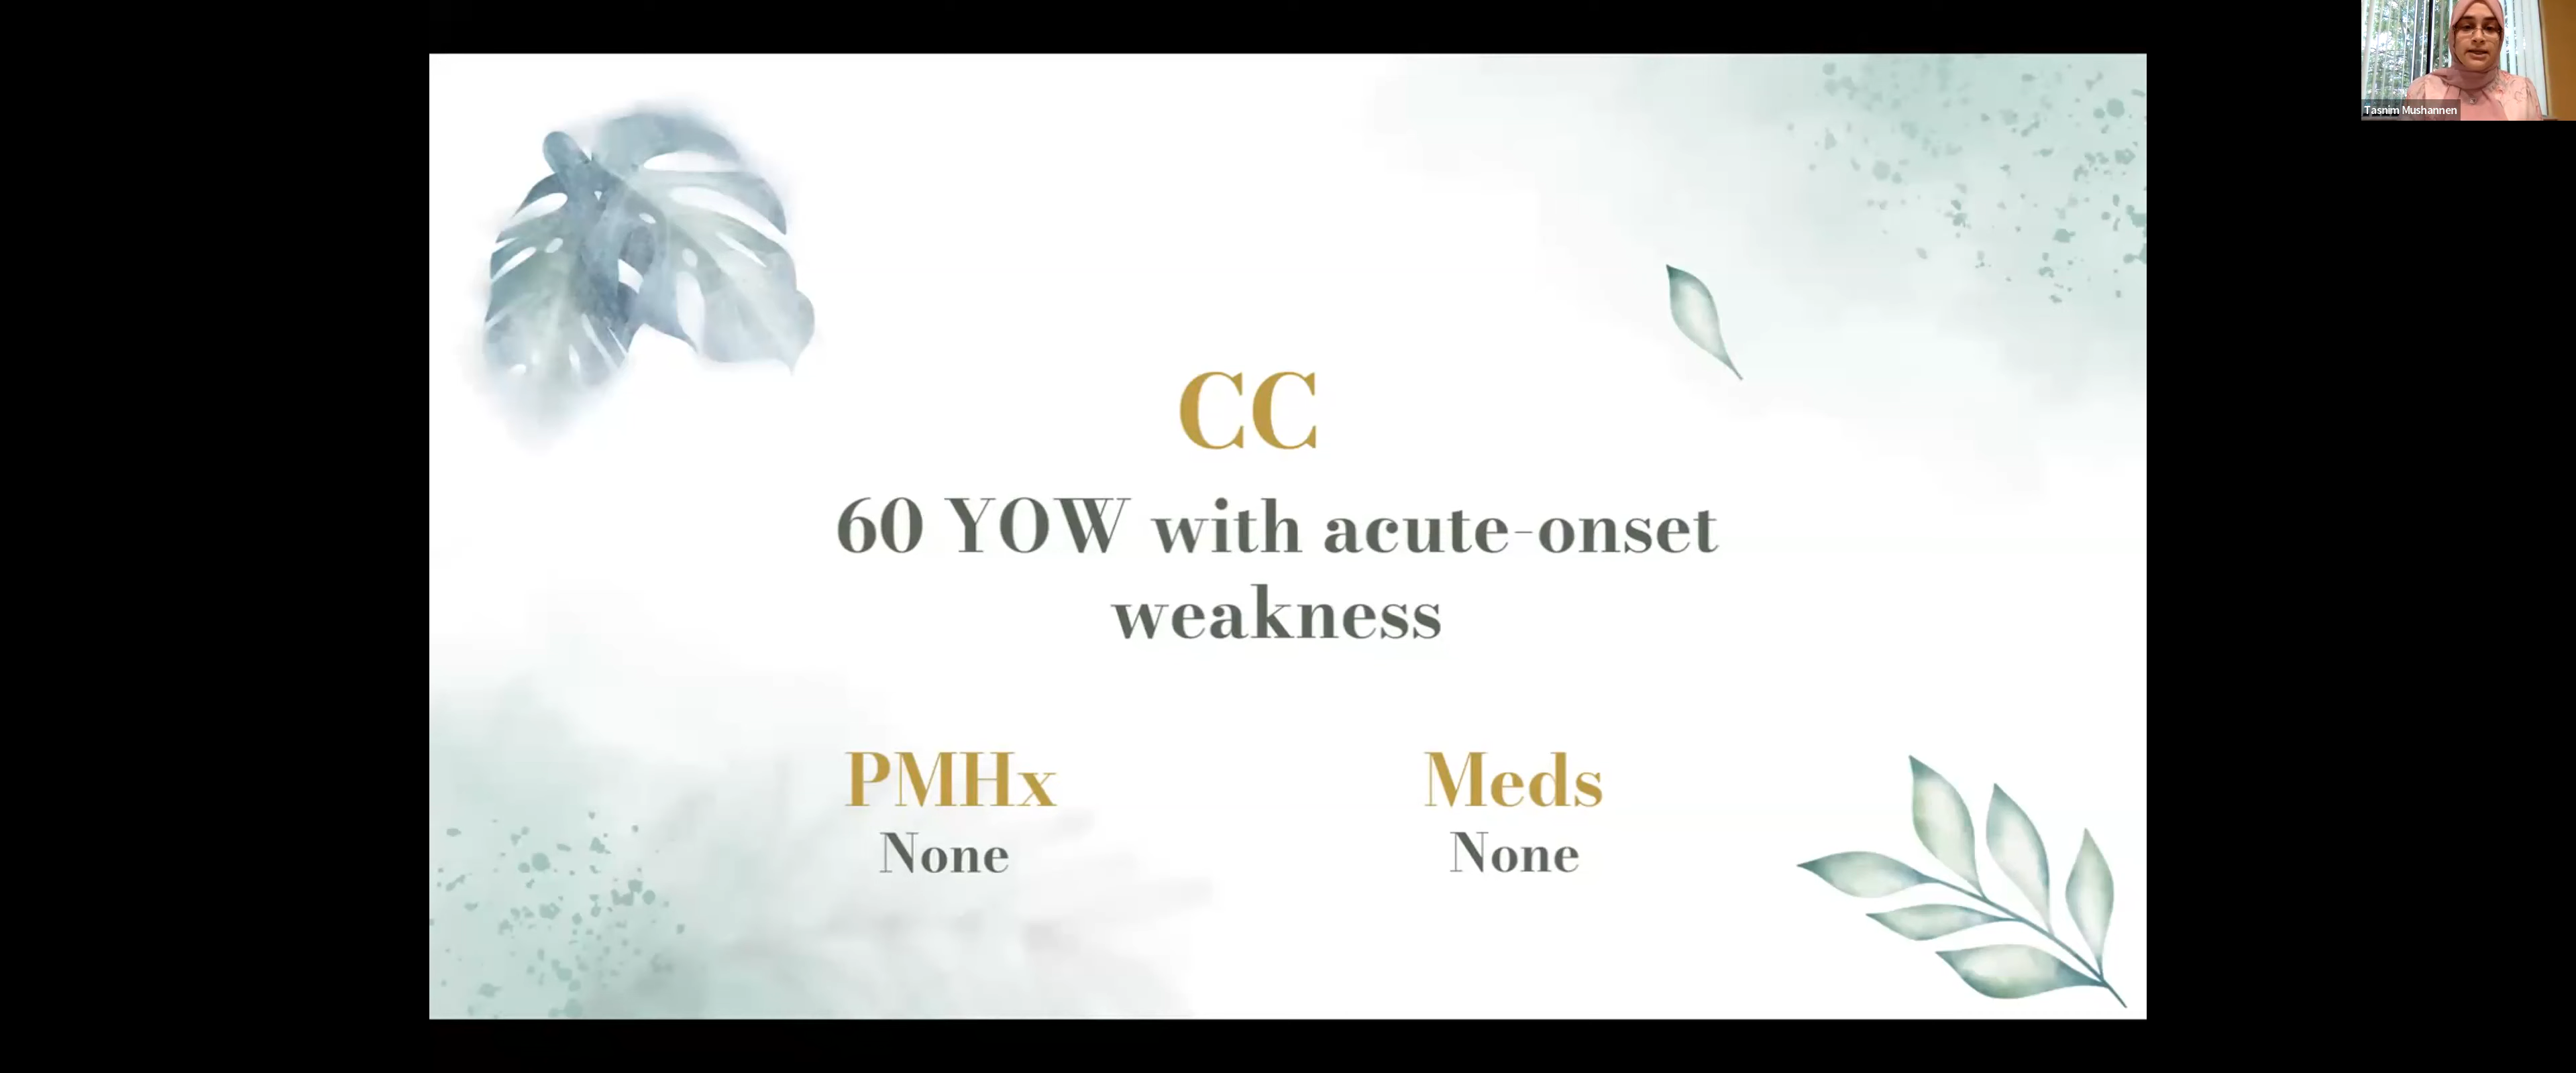 Tasnim Mushannen
CC
60 YOW with acute-onset
weakness
PMHx
None
Meds
None